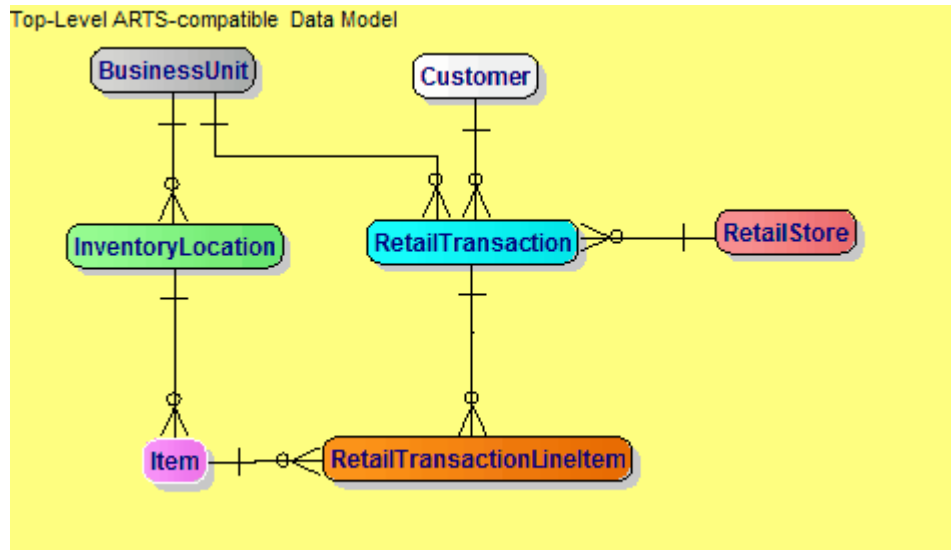 Top-Level ARTS-compatible Data Model
BusinessUnit
Customer
InventoryLocation
RetailTransaction
RetailStore
Item
RetailTransactionLineItem